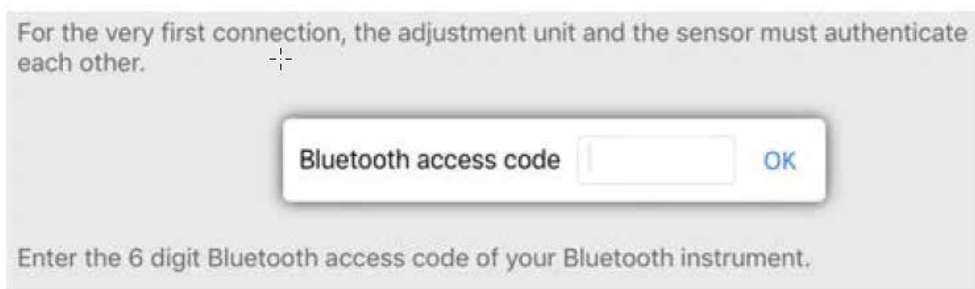 For the very first connection, the adjustment unit and the sensor must authenticate
each other.
Bluetooth access code
OK
Enter the 6 digit Bluetooth access code of your Bluetooth instrument.